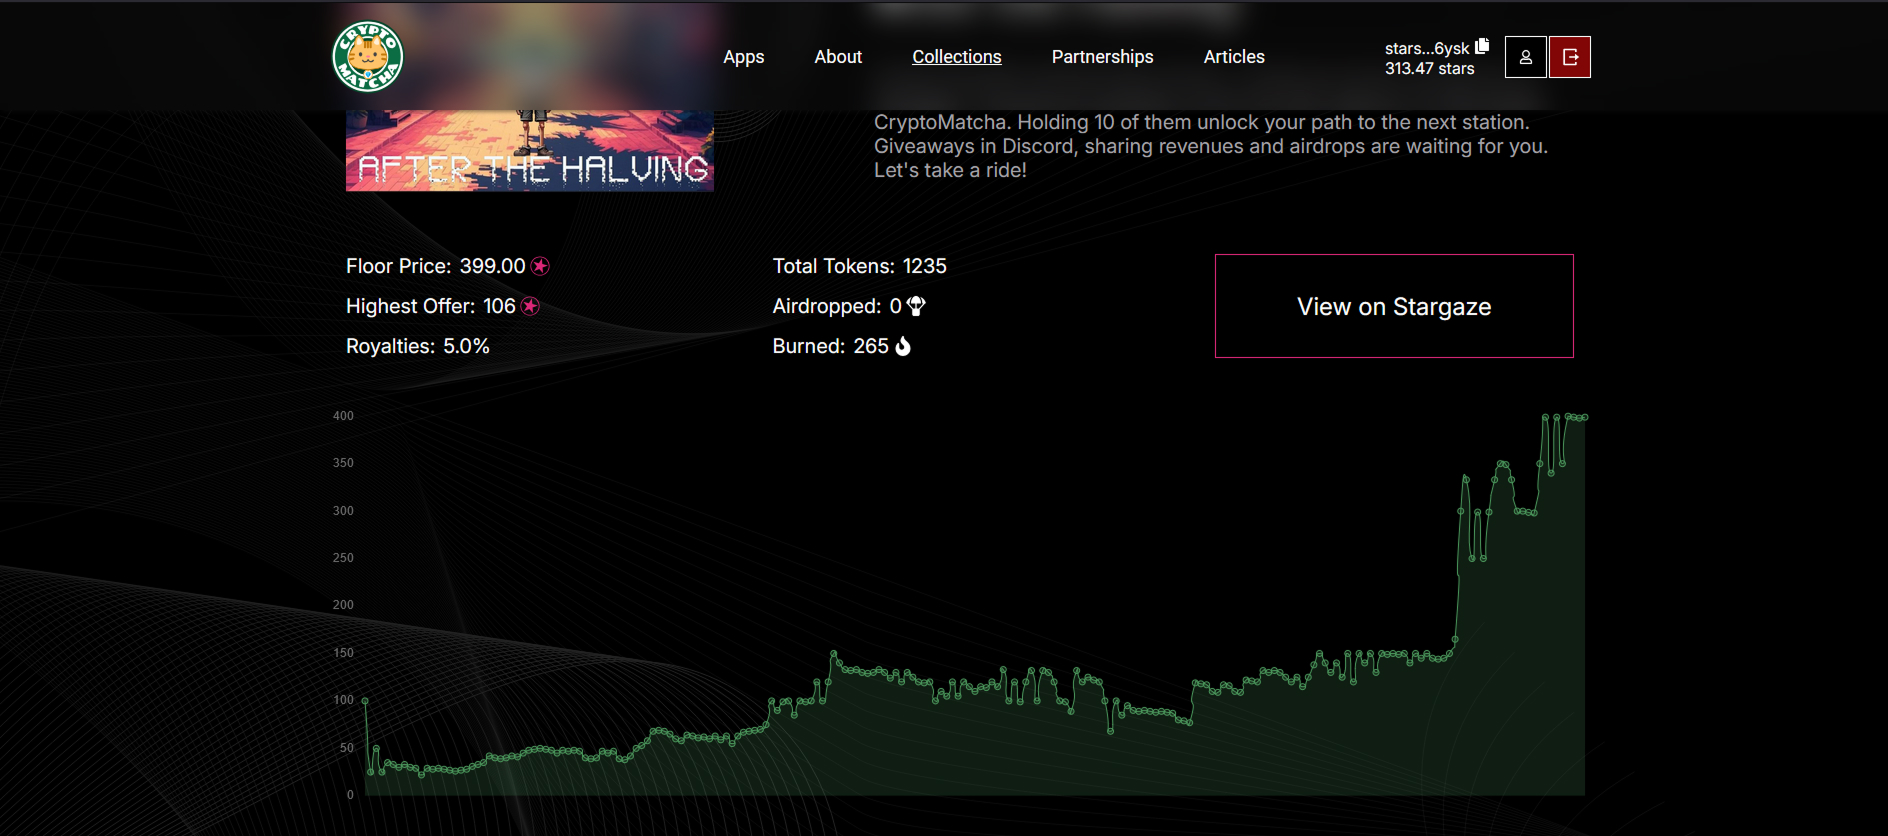 CRYPTO
MATCHA
Apps
About
Collections
Partnerships
Articles
stars...6ysk
313.47 stars
AFTER THE HALVING
CryptoMatcha. Holding 10 of them unlock your path to the next station.
Giveaways in Discord, sharing revenues and airdrops are waiting for you.
Let's take a ride!
Floor Price: 399.00
Highest Offer: 106
Royalties: 5.0%
Total Tokens: 1235
Airdropped: 0
Burned: 265
View on Stargaze
400
350
300
250
200
150
100
50
0